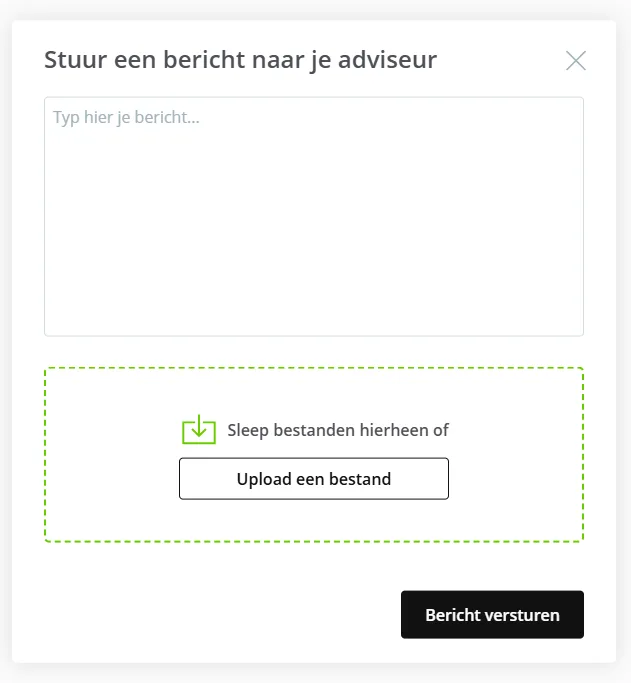 Stuur een bericht naar je adviseur
Typ hier je bericht...
Sleep bestanden hierheen of
Upload een bestand
Bericht versturen